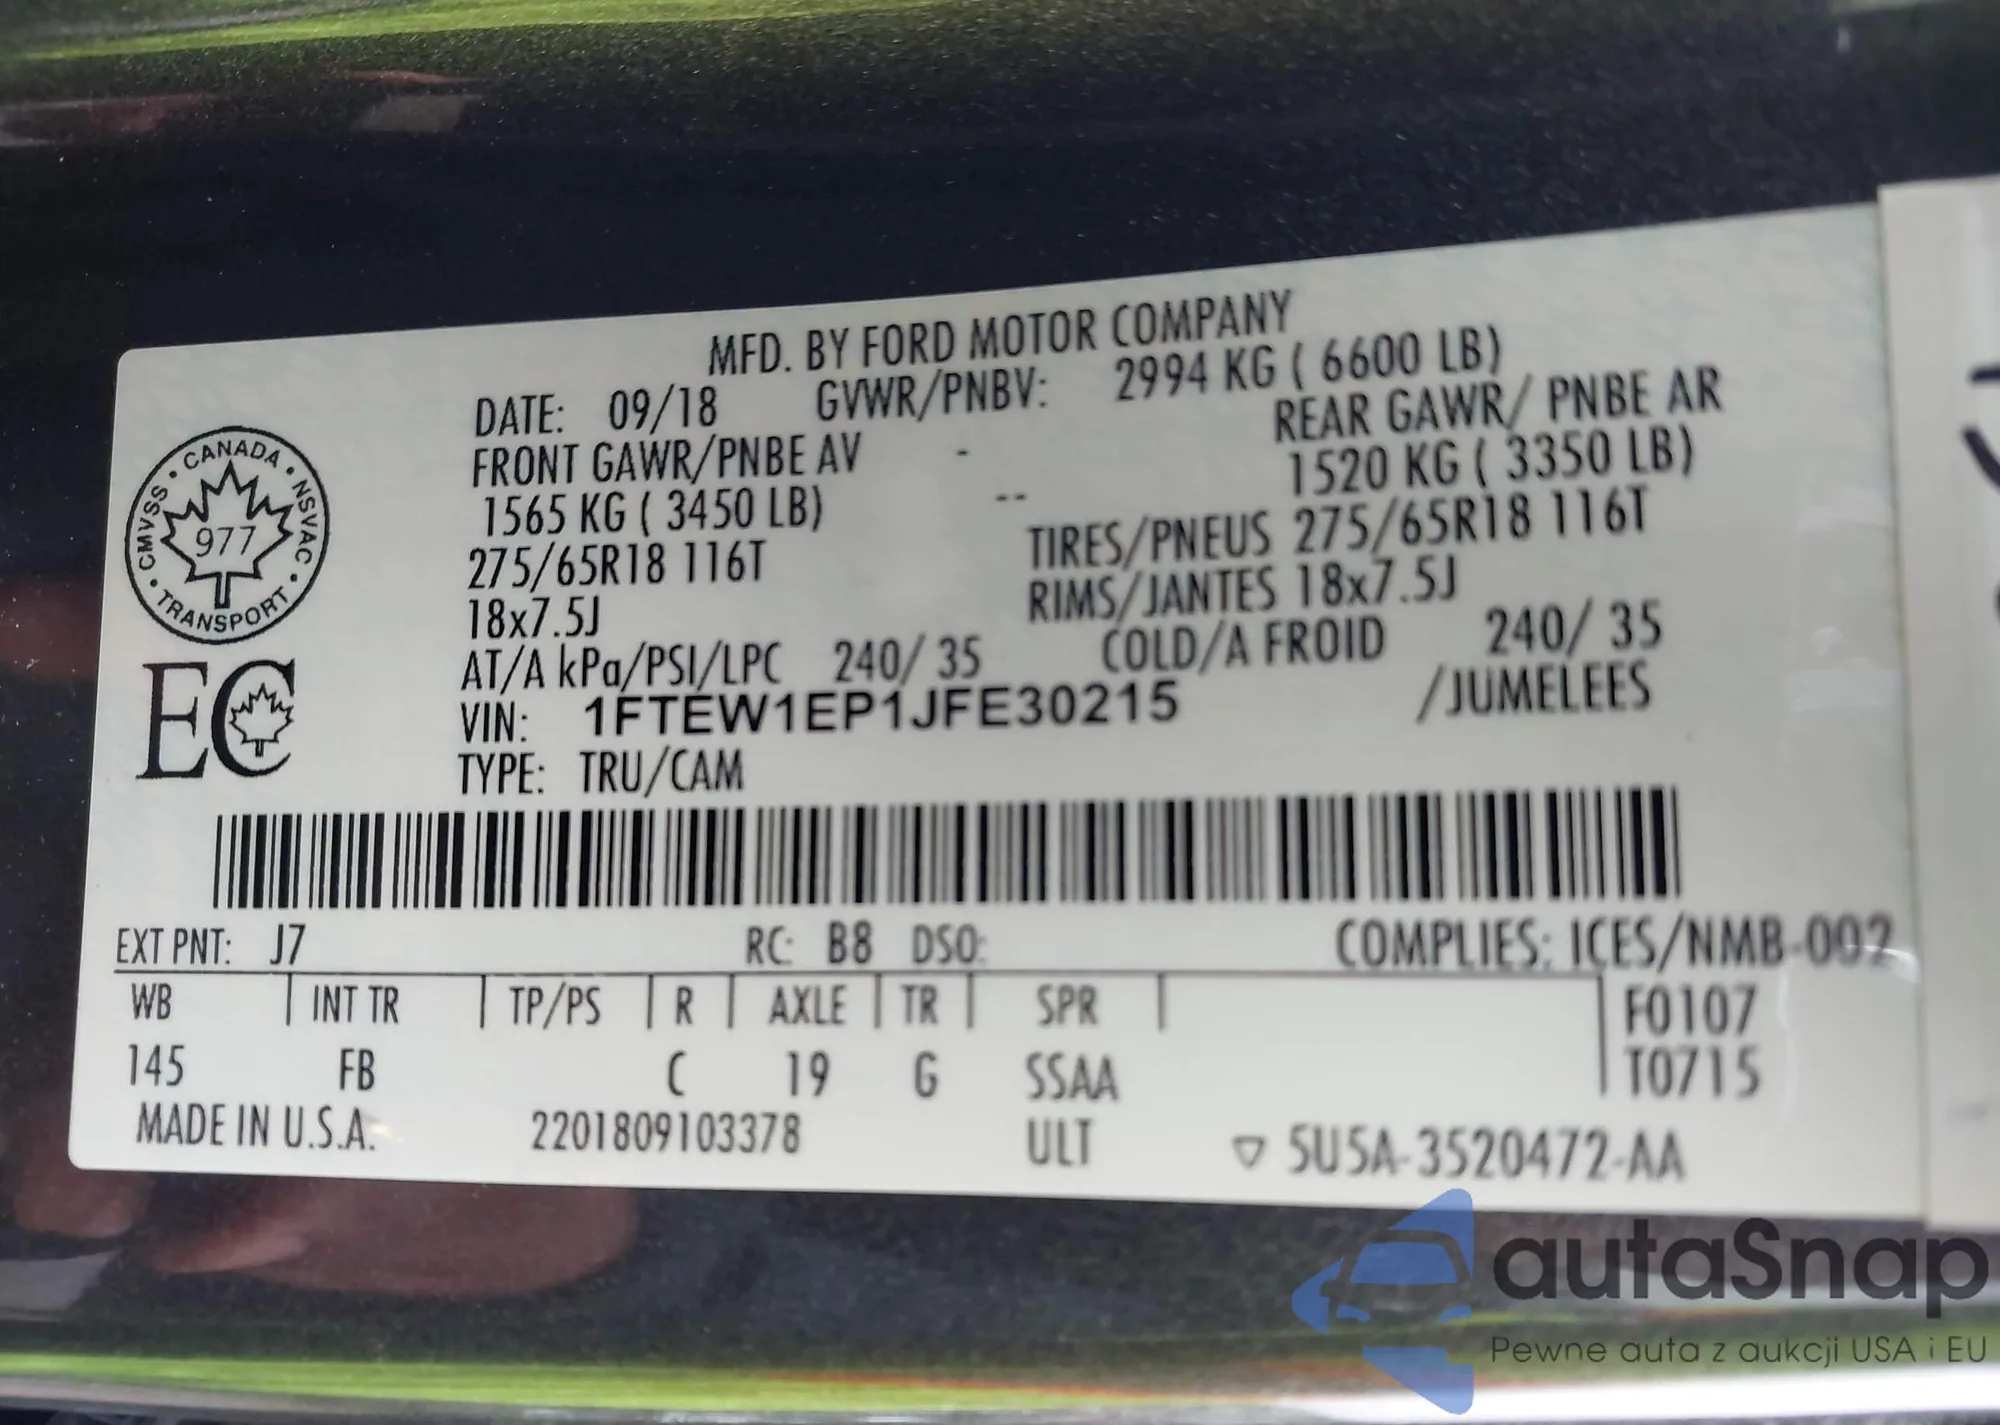 MFD. BY FORD MOTOR COMPANY
DATE: 09/18 GVWR/PNBV: 2994 KG ( 6600 LB)
FRONT GAWR/PNBE AV - REAR GAWR/ PNBE AR
1565 KG ( 3450 LB) -- 1520 KG ( 3350 LB)
275/65R18 116T TIRES/PNEUS 275/65R18 116T
18x7.5J RIMS/JANTES 18x7.5J
AT/A kPa/PSI/LPC 240/ 35 COLD/A FROID 240/ 35
VIN: 1FTEW1EP1JFE30215 /JUMELEES
TYPE: TRU/CAM
CANADA · NSVAC · TRANSPORT · CMVSS ·
977
EC
EXT PNT: J7 RC: B8 DSO: COMPLIES: ICES/NMB-002
WB INT TR TP/PS R AXLE TR SPR F0107
145 FB C 19 G SSAA T0715
MADE IN U.S.A. 2201809103378 ULT ▽ 5U5A-3520472-AA
autaSnap
Pewne auta z aukcji USA i EU